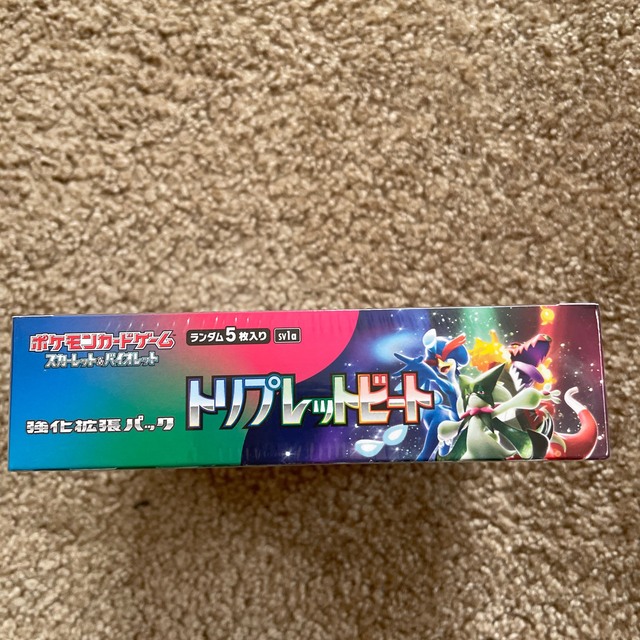 ポケモンカードゲーム
スカーレット&バイオレット
強化拡張パック
ランダム5枚入り sv1a
トリプレットビート